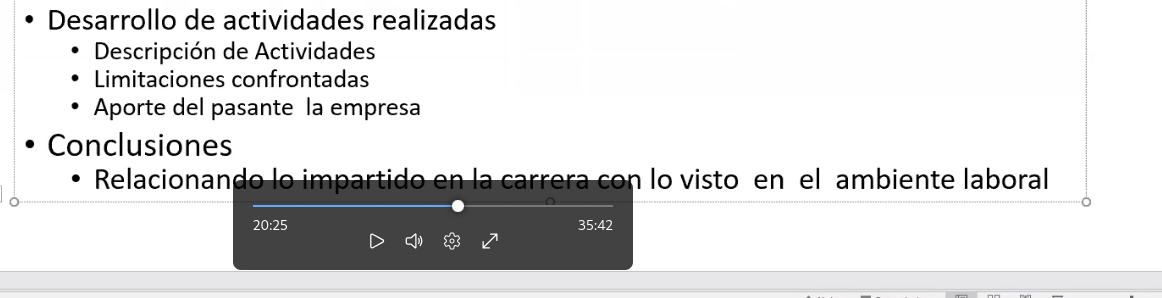 • Desarrollo de actividades realizadas
• Descripción de Actividades
• Limitaciones confrontadas
• Aporte del pasante  la empresa
• Conclusiones
• Relacionando lo impartido en la carrera con lo visto  en  el  ambiente laboral
20:25 35:42